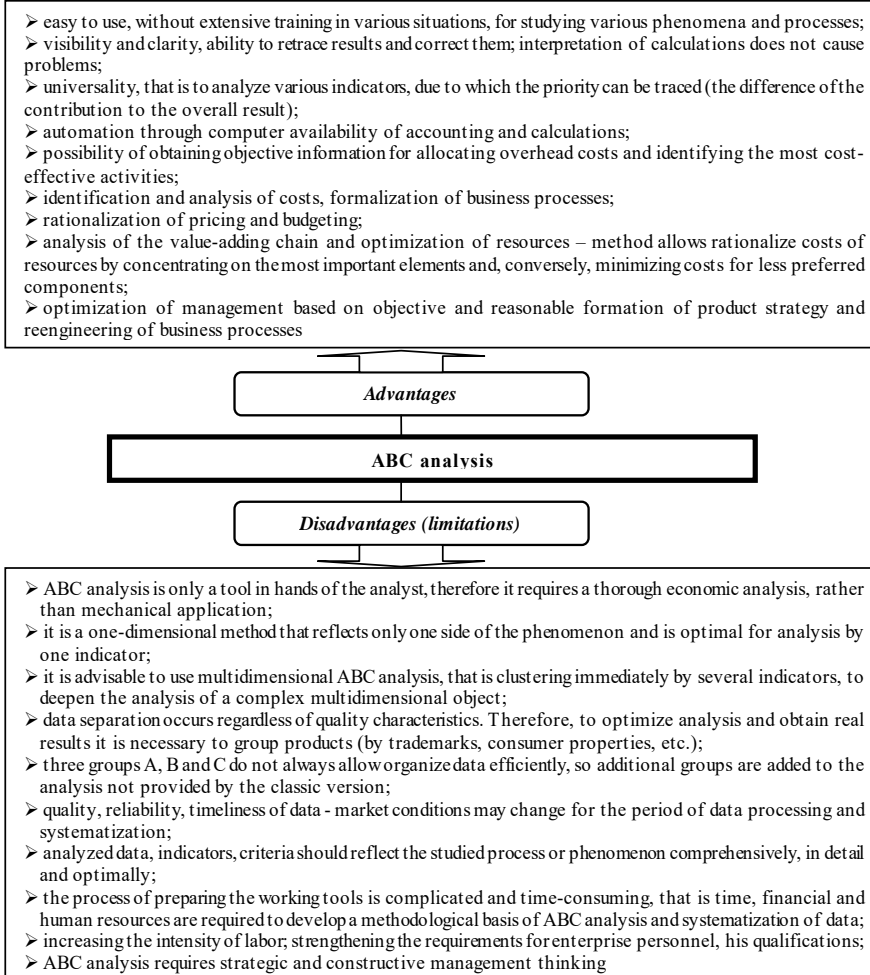 ➢ easy to use, without extensive training in various situations, for studying various phenomena and processes;
➢ visibility and clarity, ability to retrace results and correct them; interpretation of calculations does not cause
problems;
➢ universality, that is to analyze various indicators, due to which the priority can be traced (the difference of the
contribution to the overall result);
➢ automation through computer availability of accounting and calculations;
➢ possibility of obtaining objective information for allocating overhead costs and identifying the most cost-
effective activities;
➢ identification and analysis of costs, formalization of business processes;
➢ rationalization of pricing and budgeting;
➢ analysis of the value-adding chain and optimization of resources – method allows rationalize costs of
resources by concentrating on the most important elements and, conversely, minimizing costs for less preferred
components;
➢ optimization of management based on objective and reasonable formation of product strategy and
reengineering of business processes
Advantages
ABC analysis
Disadvantages (limitations)
➢ ABC analysis is only a tool in hands of the analyst, therefore it requires a thorough economic analysis, rather
than mechanical application;
➢ it is a one-dimensional method that reflects only one side of the phenomenon and is optimal for analysis by
one indicator;
➢ it is advisable to use multidimensional ABC analysis, that is clustering immediately by several indicators, to
deepen the analysis of a complex multidimensional object;
➢ data separation occurs regardless of quality characteristics. Therefore, to optimize analysis and obtain real
results it is necessary to group products (by trademarks, consumer properties, etc.);
➢ three groups A, B and C do not always allow organize data efficiently, so additional groups are added to the
analysis not provided by the classic version;
➢ quality, reliability, timeliness of data - market conditions may change for the period of data processing and
systematization;
➢ analyzed data, indicators, criteria should reflect the studied process or phenomenon comprehensively, in detail
and optimally;
➢ the process of preparing the working tools is complicated and time-consuming, that is time, financial and
human resources are required to develop a methodological basis of ABC analysis and systematization of data;
➢ increasing the intensity of labor; strengthening the requirements for enterprise personnel, his qualifications;
➢ ABC analysis requires strategic and constructive management thinking